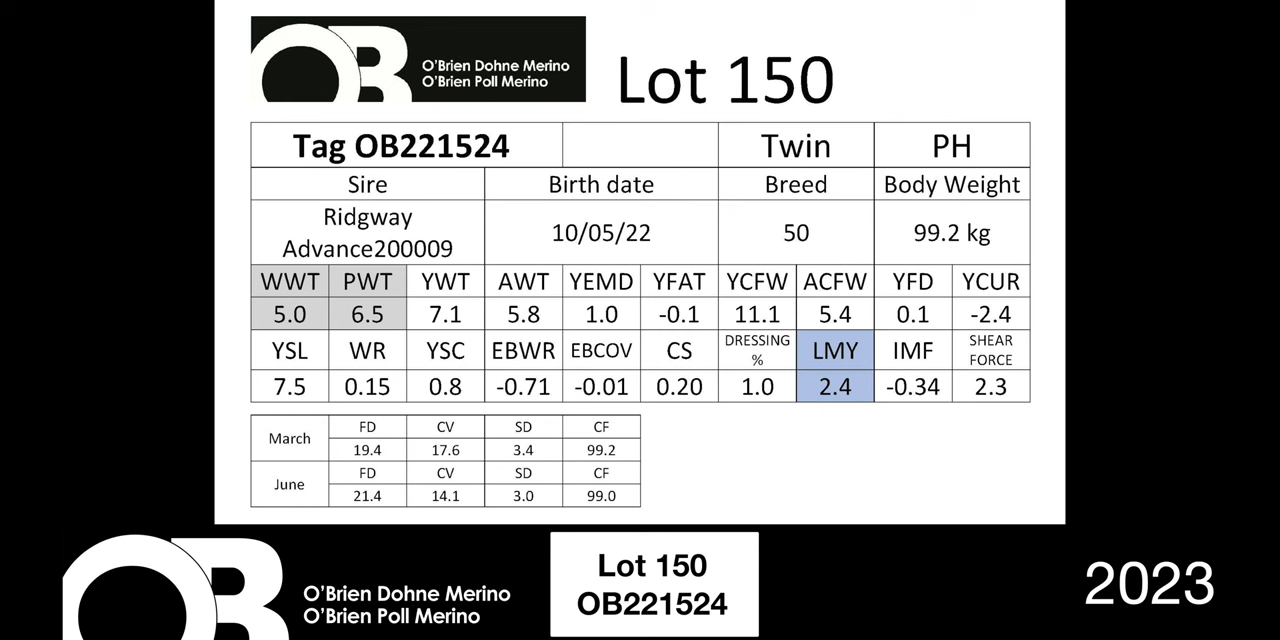 OB O'Brien Dohne Merino
O'Brien Poll Merino
Lot 150
Tag OB221524 Twin PH
Sire Birth date Breed Body Weight
Ridgway
Advance200009 10/05/22 50 99.2 kg
WWT PWT YWT AWT YEMD YFAT YCFW ACFW YFD YCUR
5.0 6.5 7.1 5.8 1.0 -0.1 11.1 5.4 0.1 -2.4
YSL WR YSC EBWR EBCOV CS DRESSING % LMY IMF SHEAR FORCE
7.5 0.15 0.8 -0.71 -0.01 0.20 1.0 2.4 -0.34 2.3
March FD CV SD CF
19.4 17.6 3.4 99.2
June FD CV SD CF
21.4 14.1 3.0 99.0
OB O'Brien Dohne Merino
O'Brien Poll Merino
Lot 150
OB221524
2023